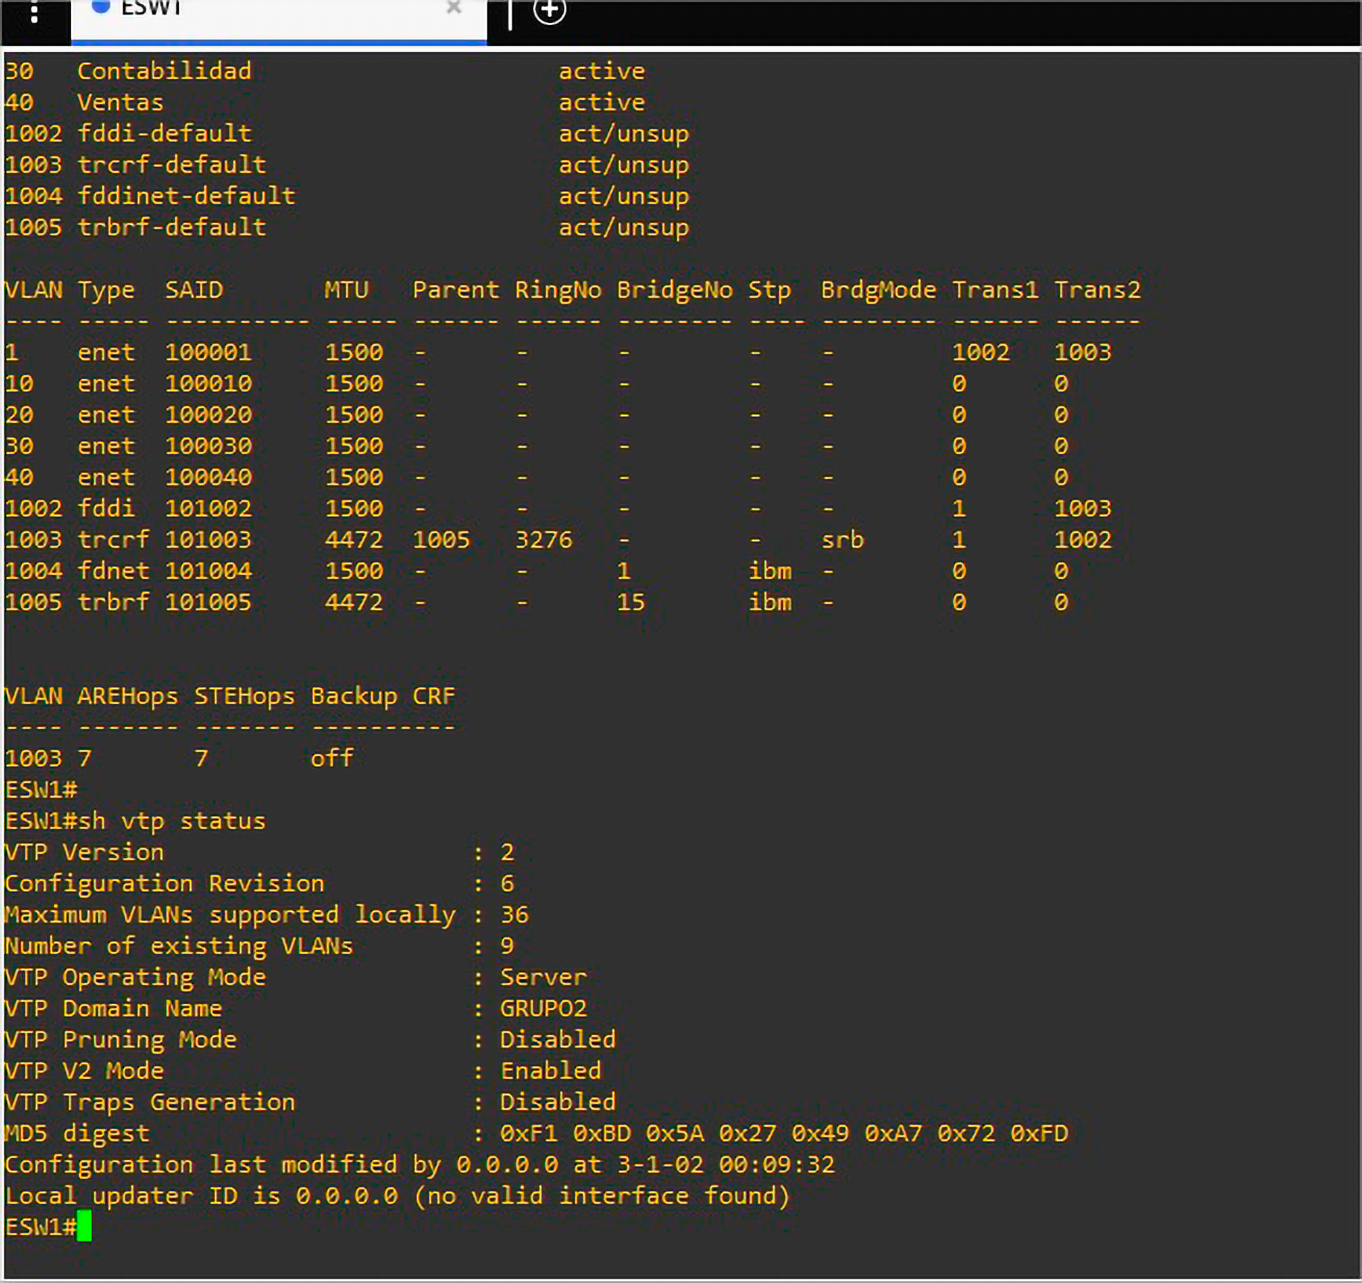 ESW1
30   Contabilidad                     active
40   Ventas                           active
1002 fddi-default                     act/unsup
1003 trcrf-default                    act/unsup
1004 fddinet-default                  act/unsup
1005 trbrf-default                    act/unsup
VLAN Type  SAID       MTU   Parent RingNo BridgeNo Stp  BrdgMode Trans1 Trans2
---- ----- ---------- ----- ------ ------ -------- ---- -------- ------ ------
1    enet  100001     1500  -      -      -        -    -        1002   1003
10   enet  100010     1500  -      -      -        -    -        0      0
20   enet  100020     1500  -      -      -        -    -        0      0
30   enet  100030     1500  -      -      -        -    -        0      0
40   enet  100040     1500  -      -      -        -    -        0      0
1002 fddi  101002     1500  -      -      -        -    -        1      1003
1003 trcrf 101003     4472  1005   3276   -        -    srb      1      1002
1004 fdnet 101004     1500  -      -      1        ibm  -        0      0
1005 trbrf 101005     4472  -      -      15       ibm  -        0      0
VLAN AREHops STEHops Backup CRF
---- ------- ------- ----------
1003 7       7       off
ESW1#
ESW1#sh vtp status
VTP Version                     : 2
Configuration Revision          : 6
Maximum VLANs supported locally : 36
Number of existing VLANs        : 9
VTP Operating Mode              : Server
VTP Domain Name                 : GRUPO2
VTP Pruning Mode                : Disabled
VTP V2 Mode                     : Enabled
VTP Traps Generation            : Disabled
MD5 digest                      : 0xF1 0xBD 0x5A 0x27 0x49 0xA7 0x72 0xFD
Configuration last modified by 0.0.0.0 at 3-1-02 00:09:32
Local updater ID is 0.0.0.0 (no valid interface found)
ESW1#